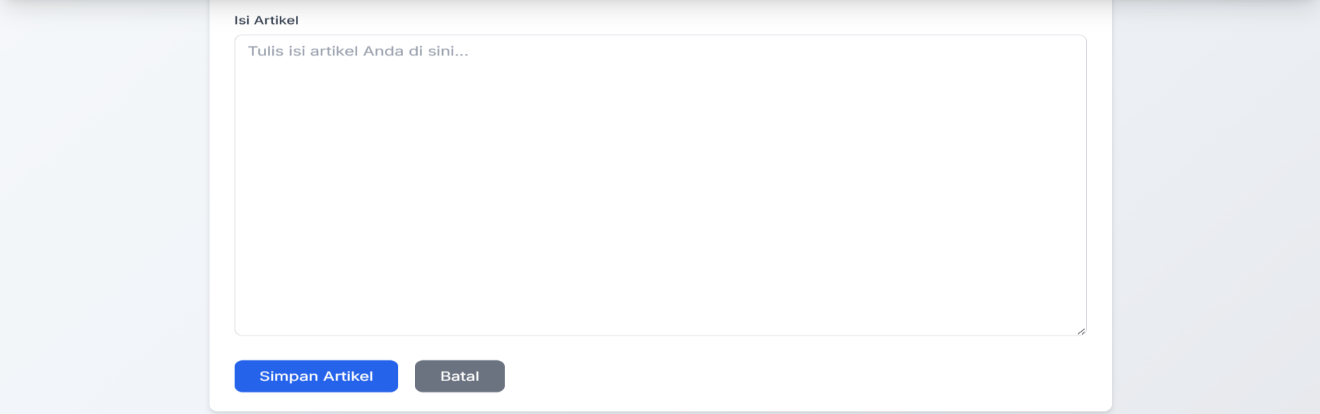 Isi Artikel
Tulis isi artikel Anda di sini...
Simpan Artikel
Batal